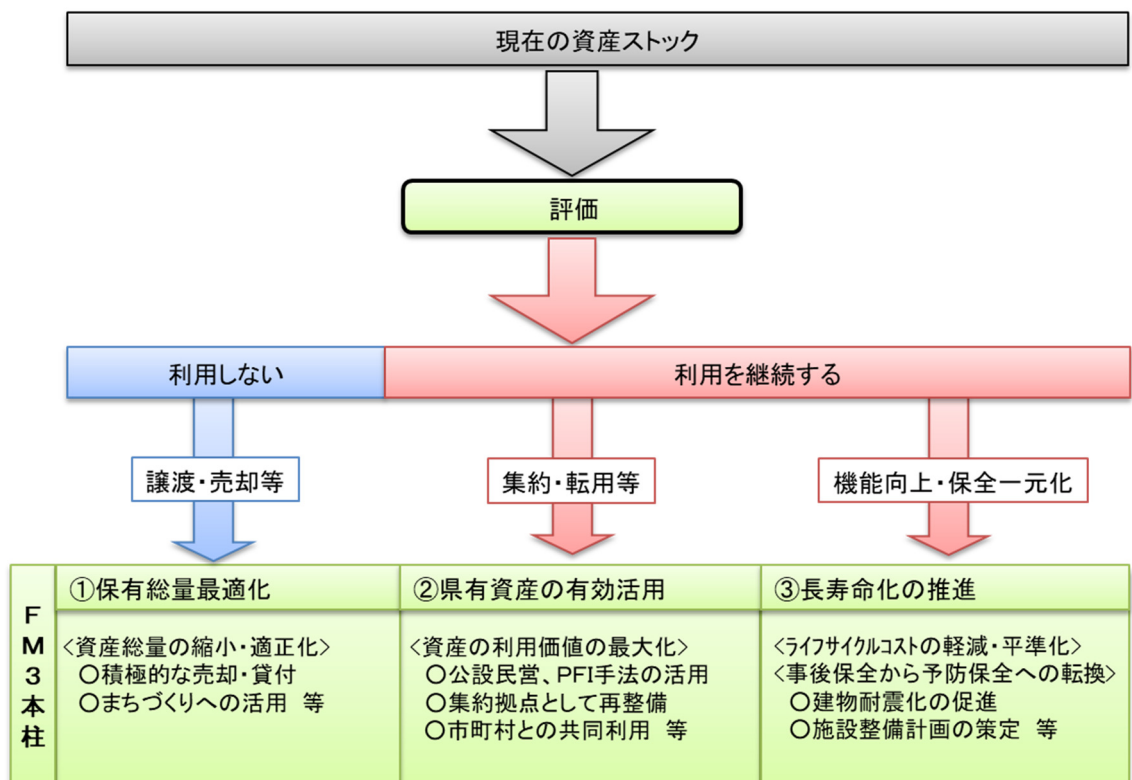 現在の資産ストック
評価
利用しない
利用を継続する
譲渡・売却等
集約・転用等
機能向上・保全一元化
FM3本柱
①保有総量最適化
<資産総量の縮小・適正化>
○積極的な売却・貸付
○まちづくりへの活用 等
②県有資産の有効活用
<資産の利用価値の最大化>
○公設民営、PFI手法の活用
○集約拠点として再整備
○市町村との共同利用 等
③長寿命化の推進
<ﾗｲﾌｻｲｸﾙｺｽﾄの軽減・平準化>
<事後保全から予防保全への転換>
○建物耐震化の促進
○施設整備計画の策定 等